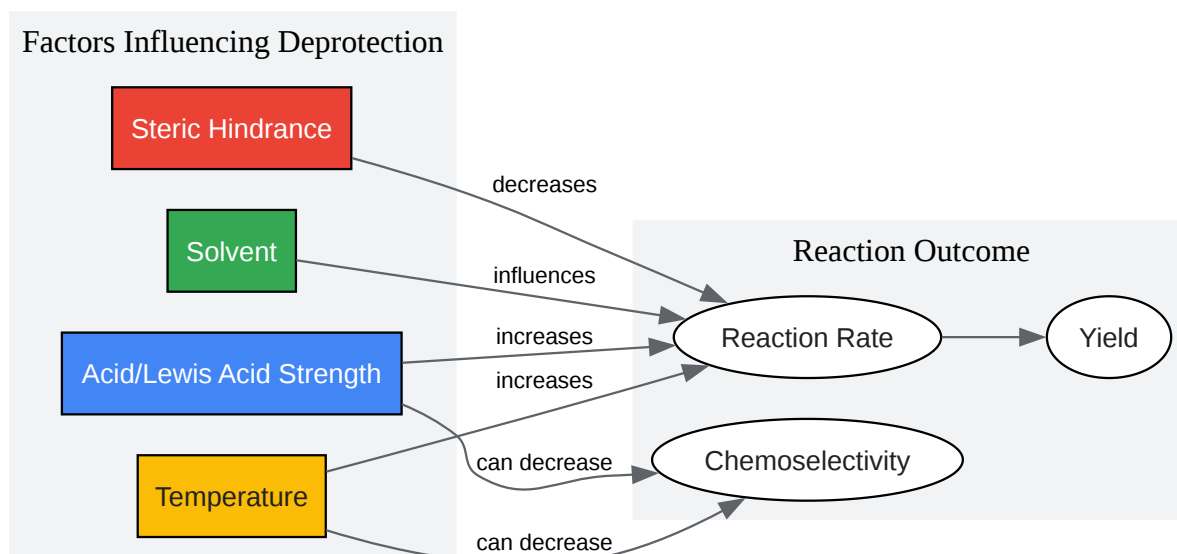 Factors Influencing Deprotection
Steric Hindrance
decreases
Solvent
influences
Reaction Outcome
Acid/Lewis Acid Strength
increases
Reaction Rate
Yield
increases
can decrease
Chemoselectivity
Temperature
can decrease